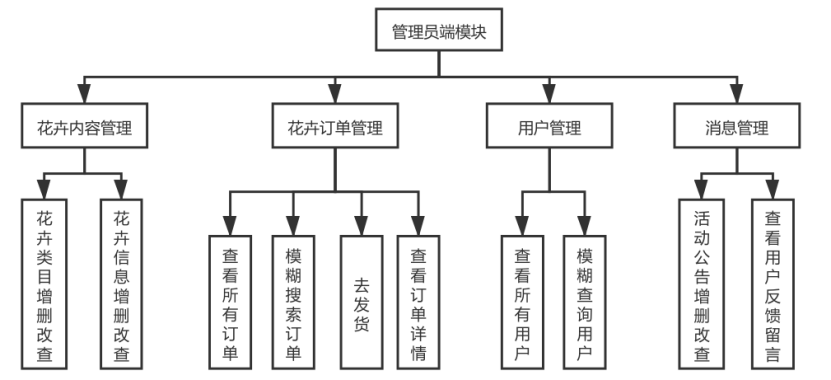 管理员端模块
花卉内容管理
花卉订单管理
用户管理
消息管理
花卉类目增删改查
花卉信息增删改查
查看所有订单
模糊搜索订单
去发货
查看订单详情
查看所有用户
模糊查询用户
活动公告增删改查
查看用户反馈留言